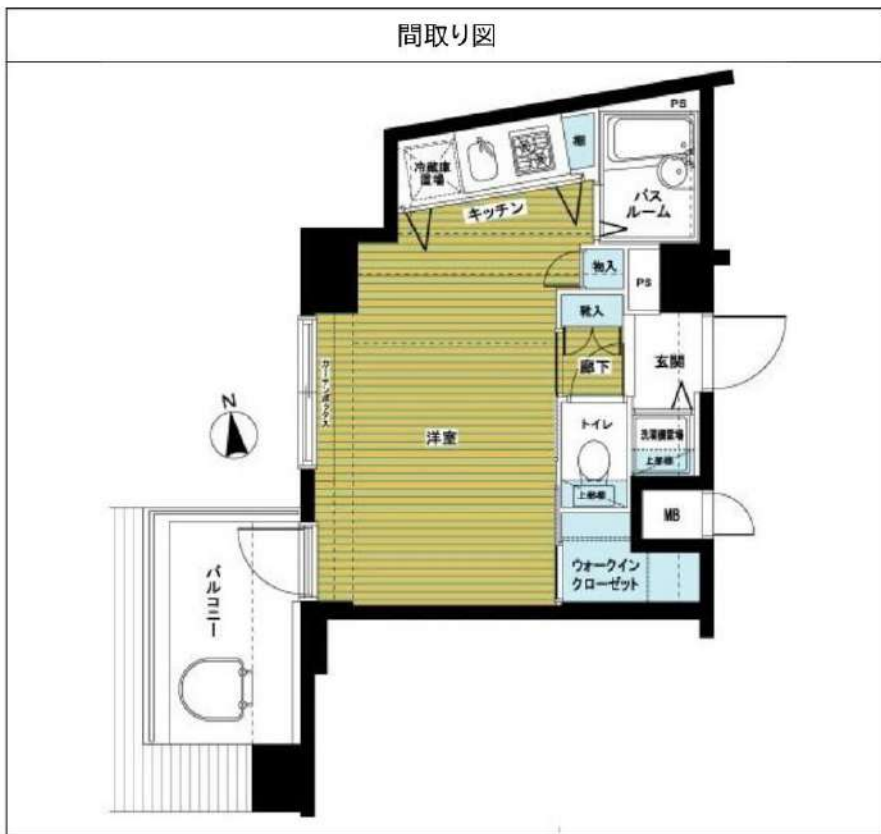 間取り図
PS
棚
冷蔵庫
置場
キッチン
バス
ルーム
物入
PS
靴入
廊下
玄関
カーテンボックス
N
洋室
トイレ
洗濯機置場
上部棚
上部棚
MB
ウォークイン
クローゼット
バルコニー